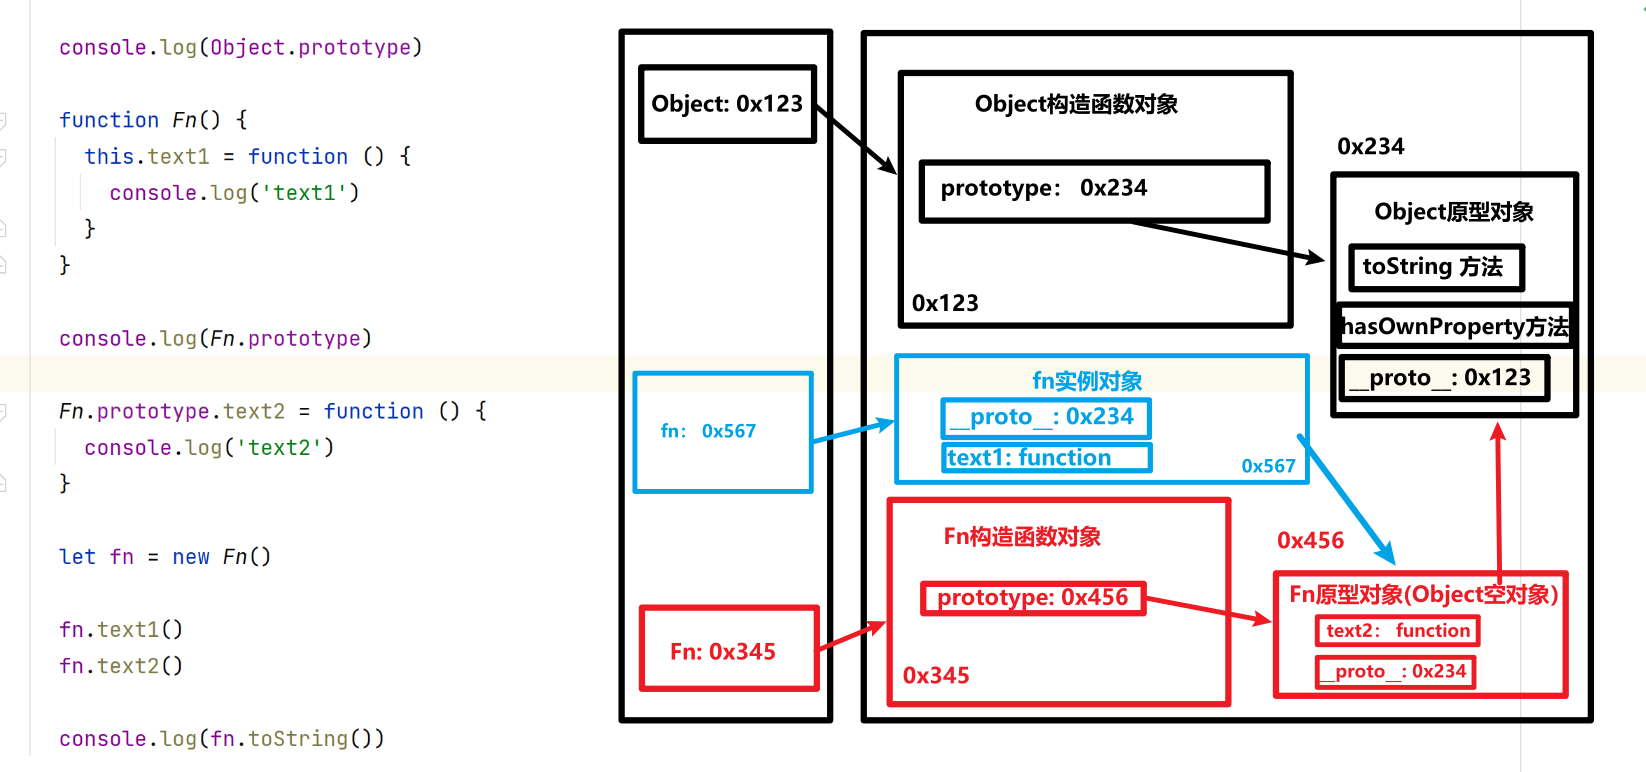 console.log(Object.prototype)
function Fn() {
this.text1 = function () {
console.log('text1')
}
}
console.log(Fn.prototype)
Fn.prototype.text2 = function () {
console.log('text2')
}
let fn = new Fn()
fn.text1()
fn.text2()
console.log(fn.toString())
Object: 0x123
fn: 0x567
Fn: 0x345
Object构造函数对象
prototype: 0x234
0x123
0x234
Object原型对象
toString 方法
hasOwnProperty方法
__proto__: 0x123
fn实例对象
__proto__: 0x234
text1: function
0x567
Fn构造函数对象
prototype: 0x456
0x345
0x456
Fn原型对象(Object空对象)
text2: function
__proto__: 0x234